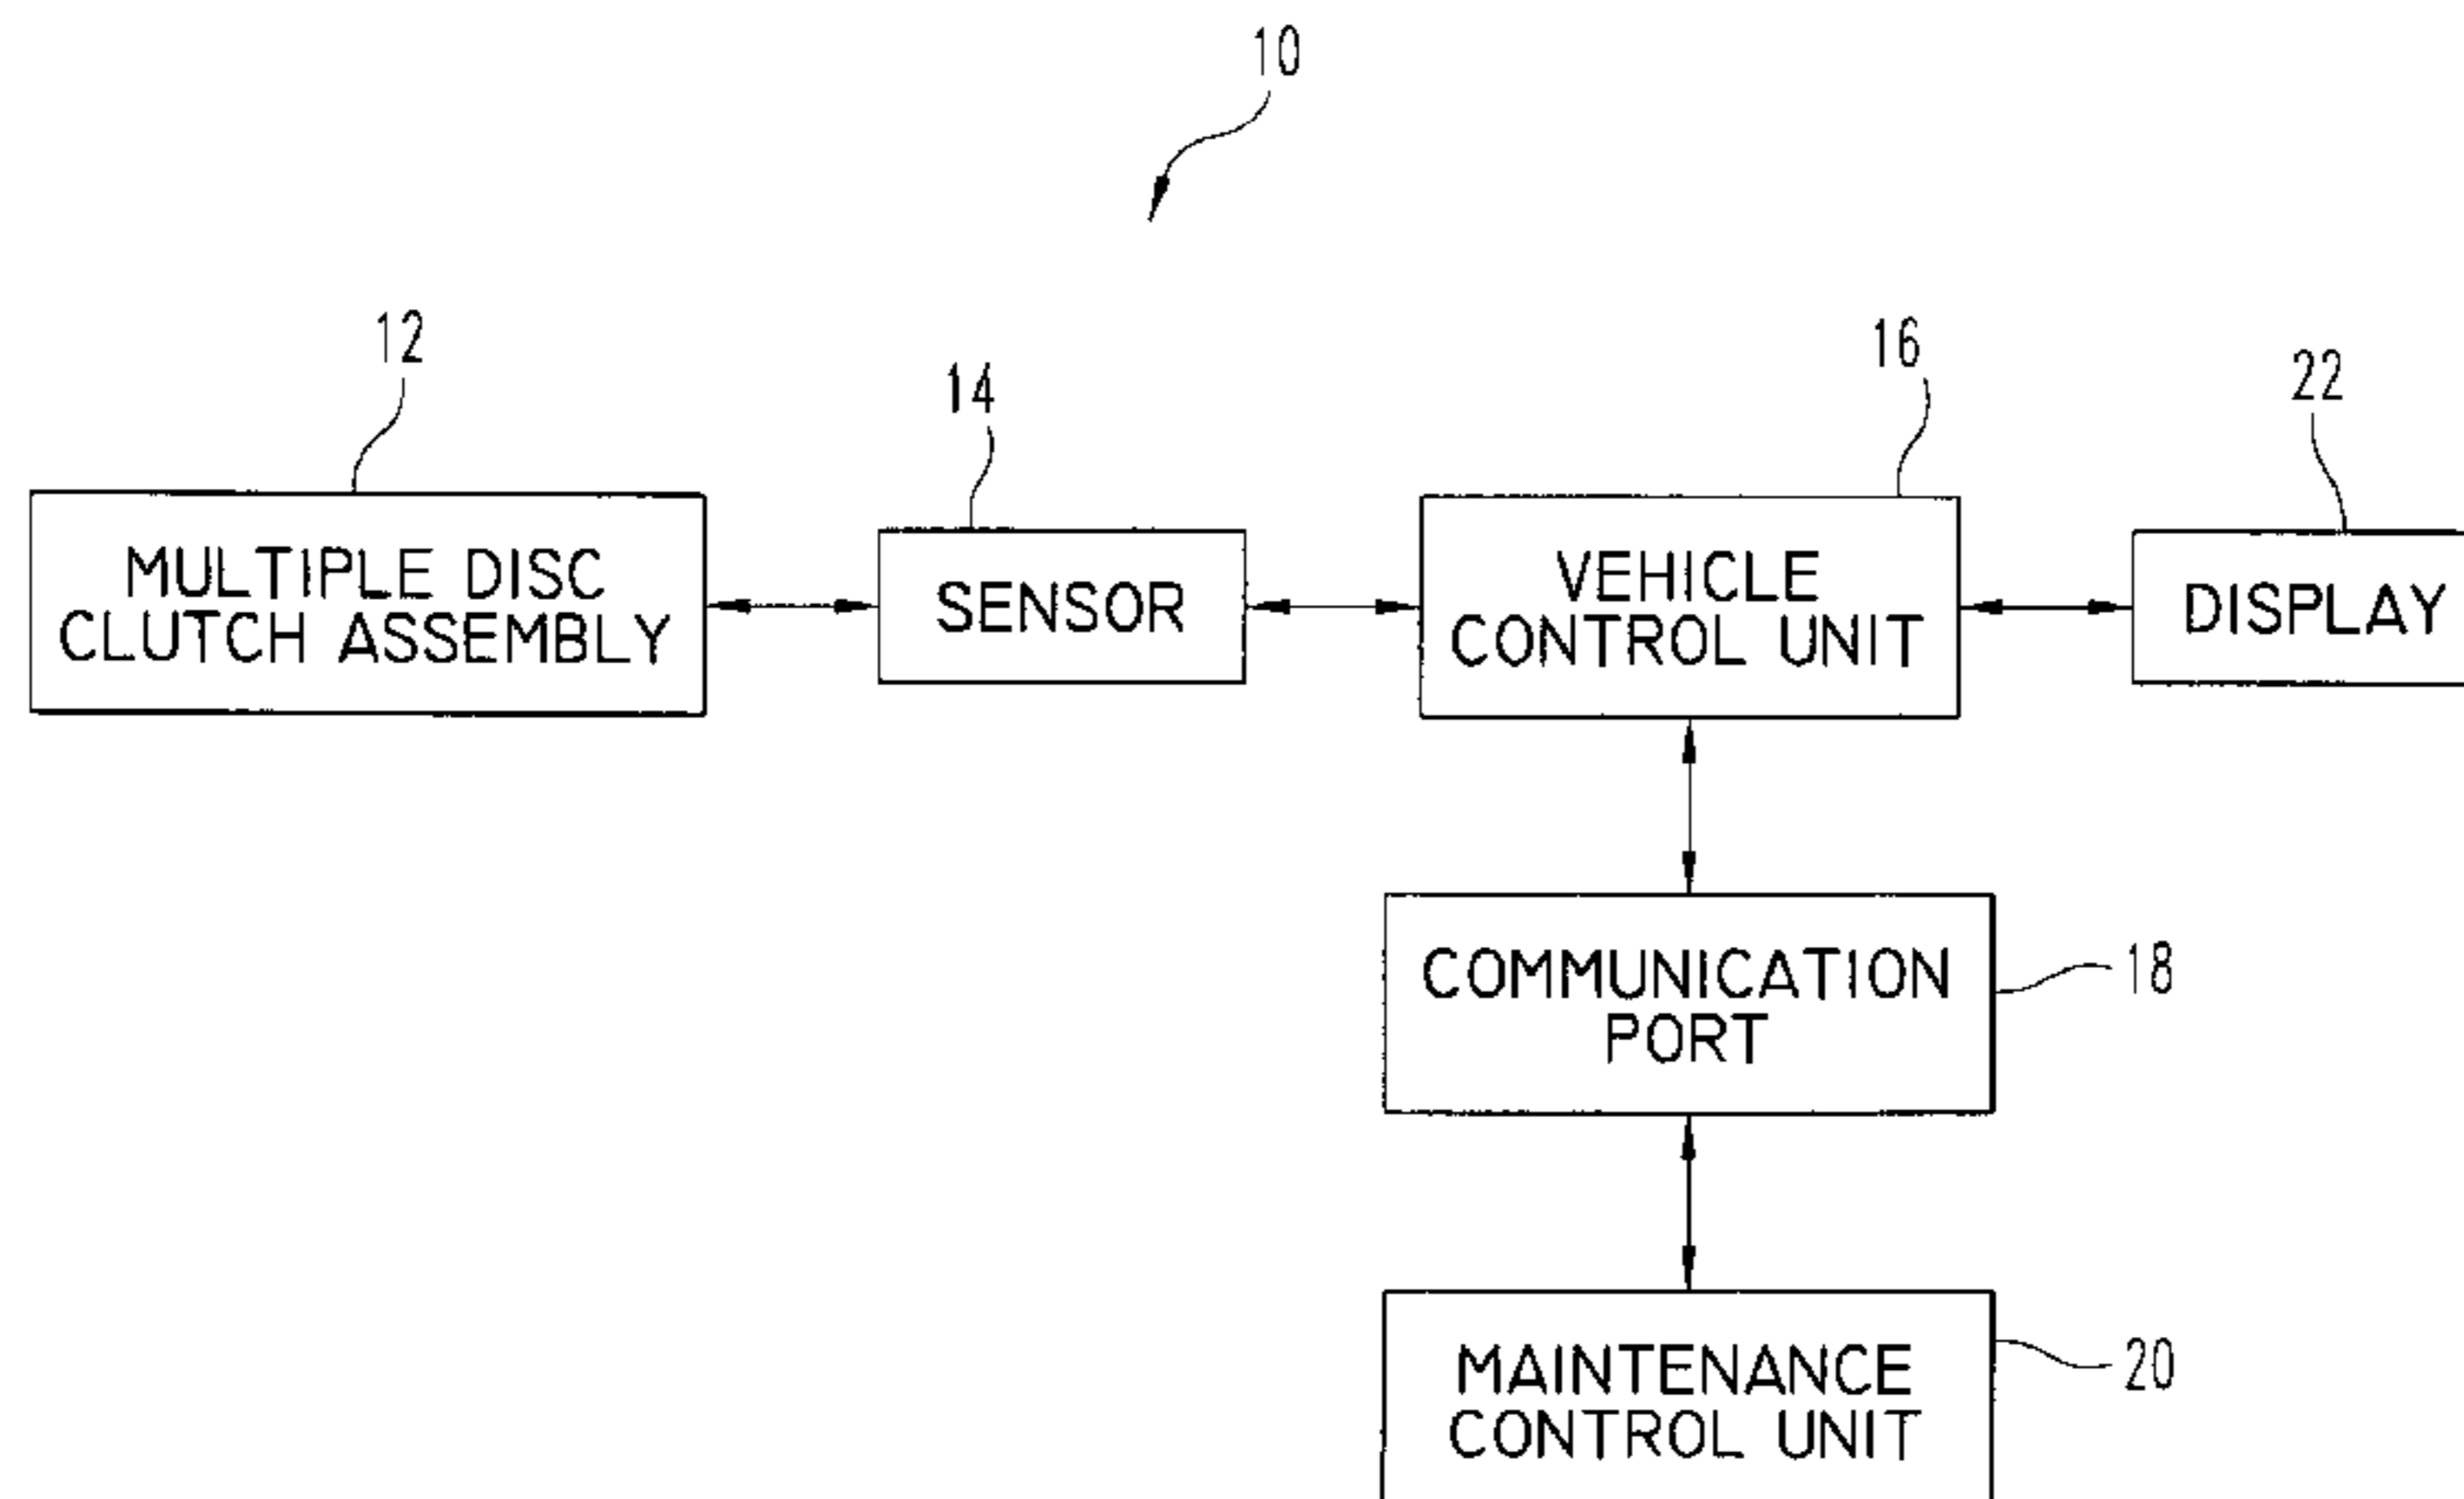 10
12
14
16
22
MULTIPLE DISC
CLUTCH ASSEMBLY
SENSOR
VEHICLE
CONTROL UNIT
DISPLAY
COMMUNICATION
PORT
18
MAINTENANCE
CONTROL UNIT
20